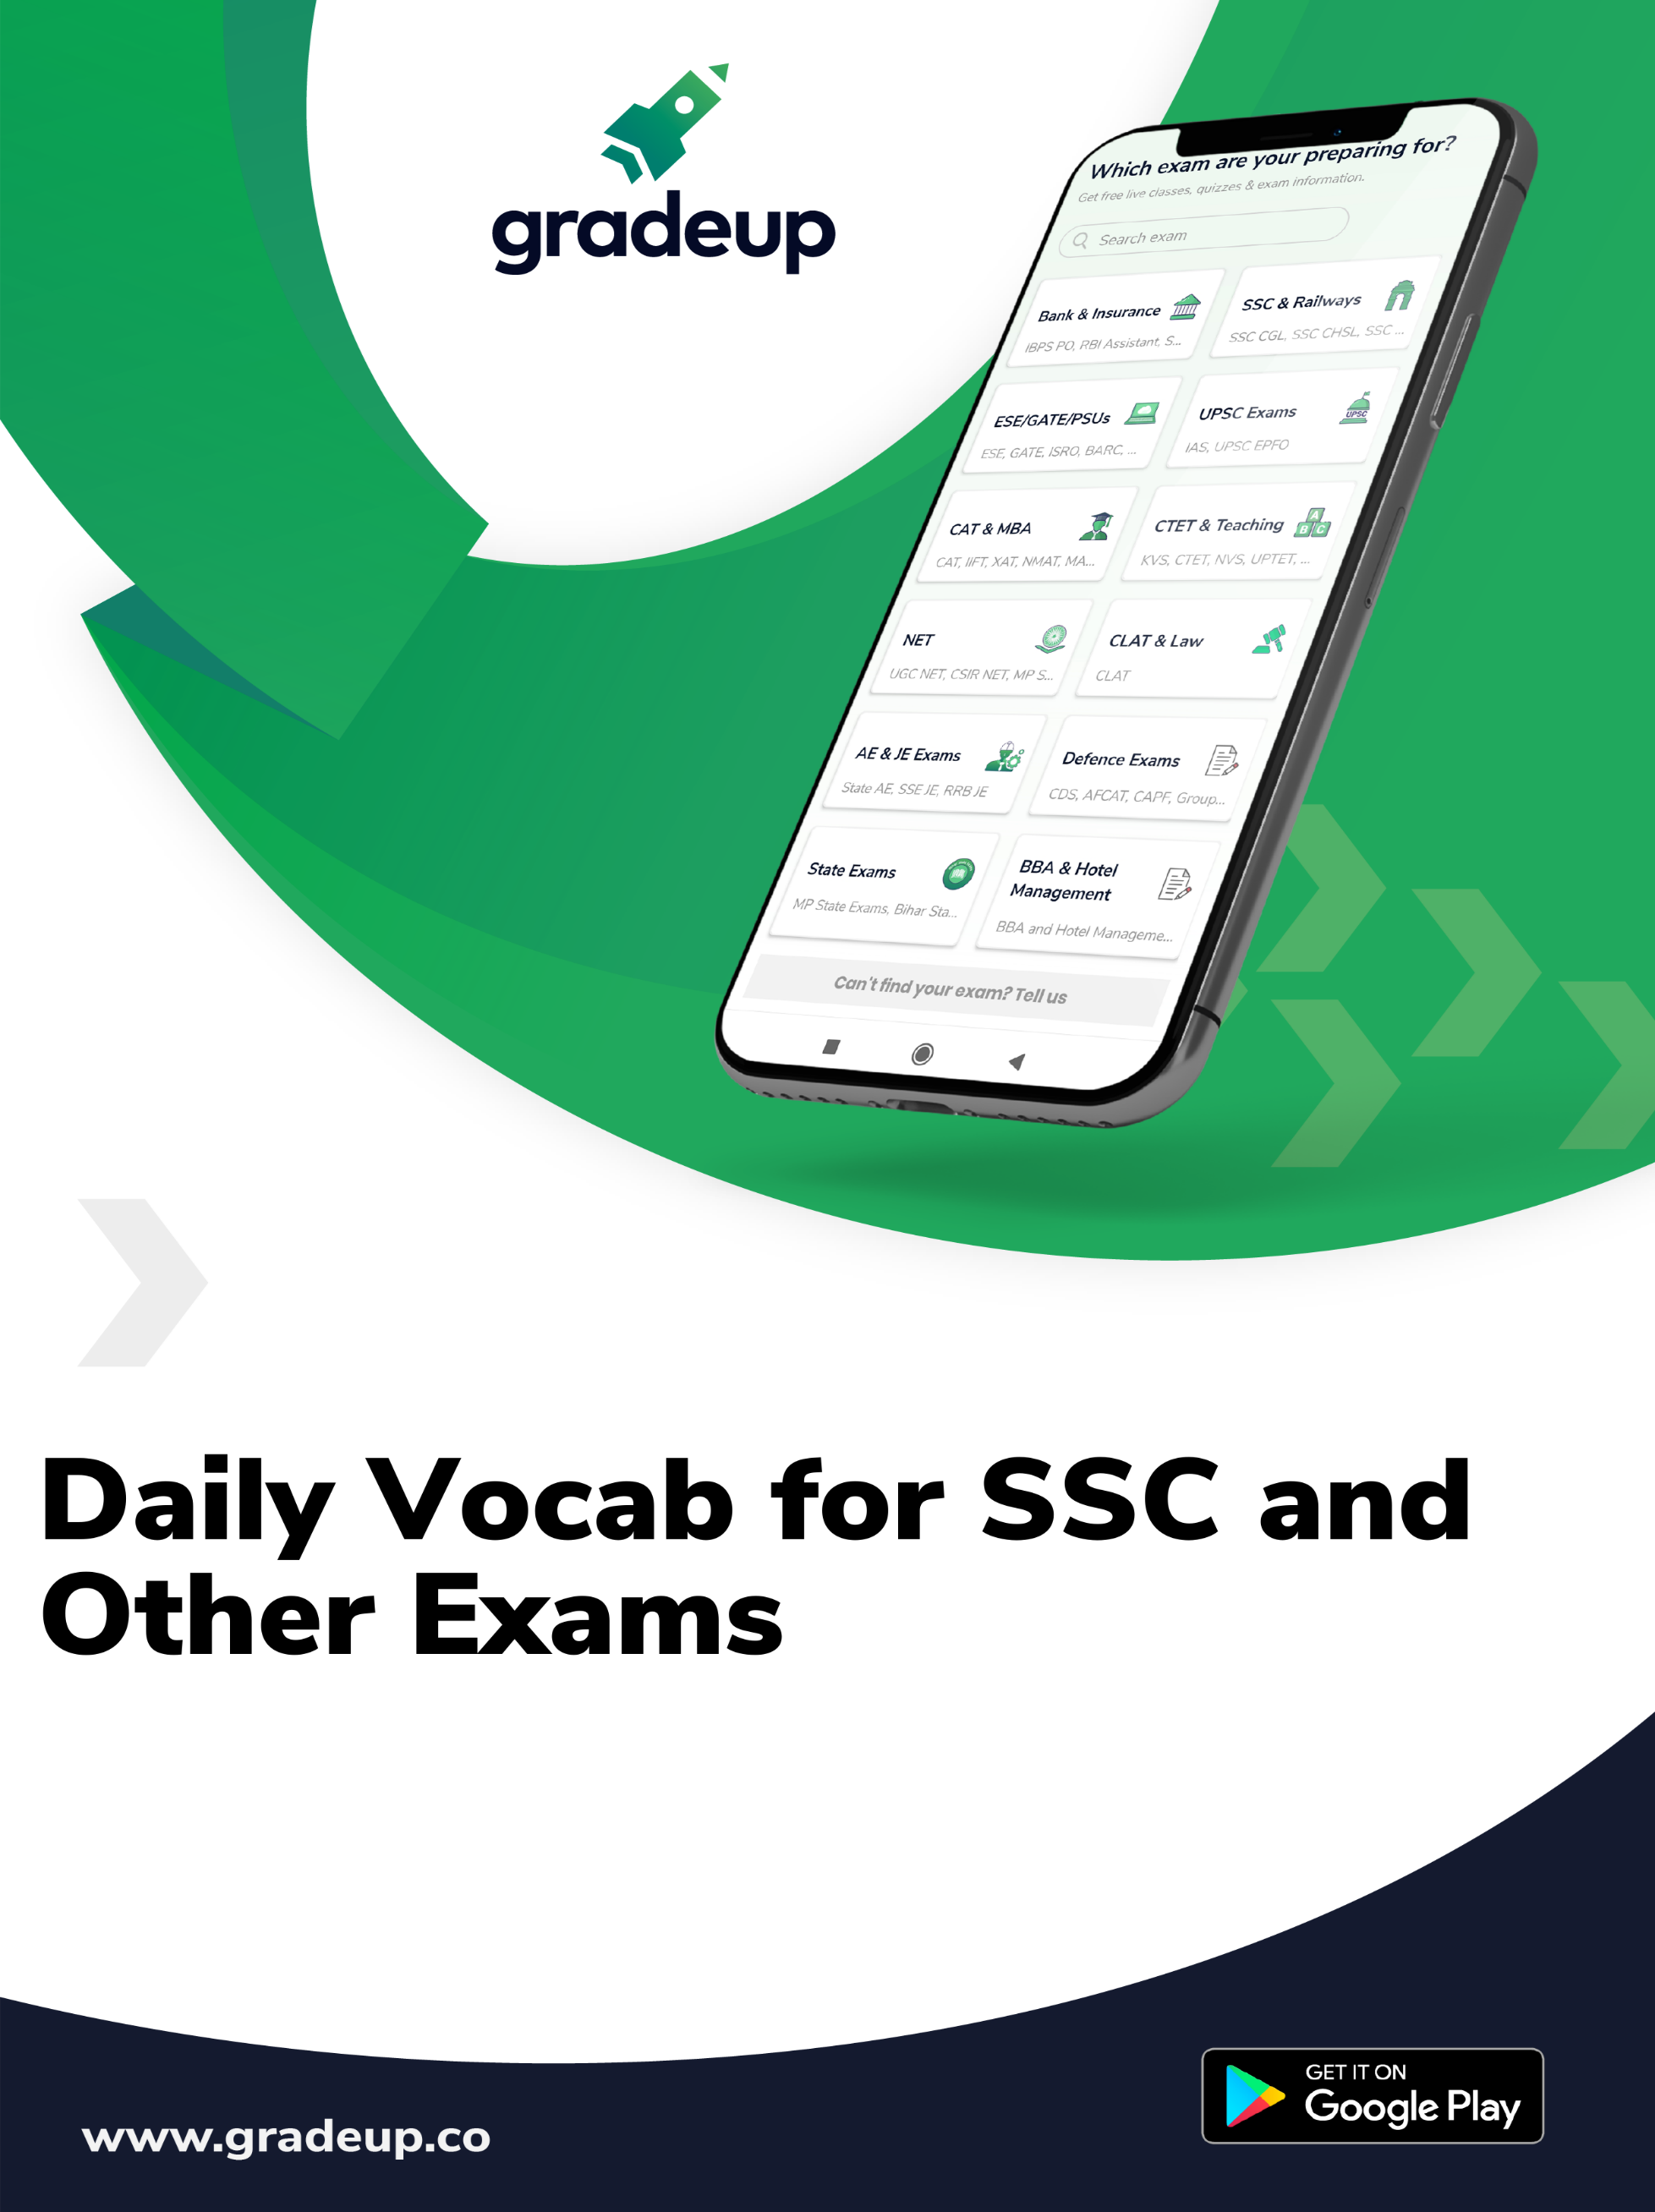 gradeup
Which exam are your preparing for?
Get free live classes, quizzes & exam information.
Search exam
Bank & Insurance
IBPS PO, RBI Assistant, S...
SSC & Railways
SSC CGL, SSC CHSL, SSC ...
ESE/GATE/PSUs
ESE, GATE, ISRO, BARC, ...
UPSC Exams
UPSC
IAS, UPSC EPFO
CAT & MBA
CAT, IIFT, XAT, NMAT, MA...
CTET & Teaching
A
B C
KVS, CTET, NVS, UPTET, ...
NET
UGC NET, CSIR NET, MP S...
CLAT & Law
CLAT
AE & JE Exams
State AE, SSE JE, RRB JE
Defence Exams
CDS, AFCAT, CAPF, Group...
State Exams
MP State Exams, Bihar Sta...
BBA & Hotel
Management
BBA and Hotel Manageme...
Can't find your exam? Tell us
Daily Vocab for SSC and
Other Exams
www.gradeup.co
GET IT ON
Google Play